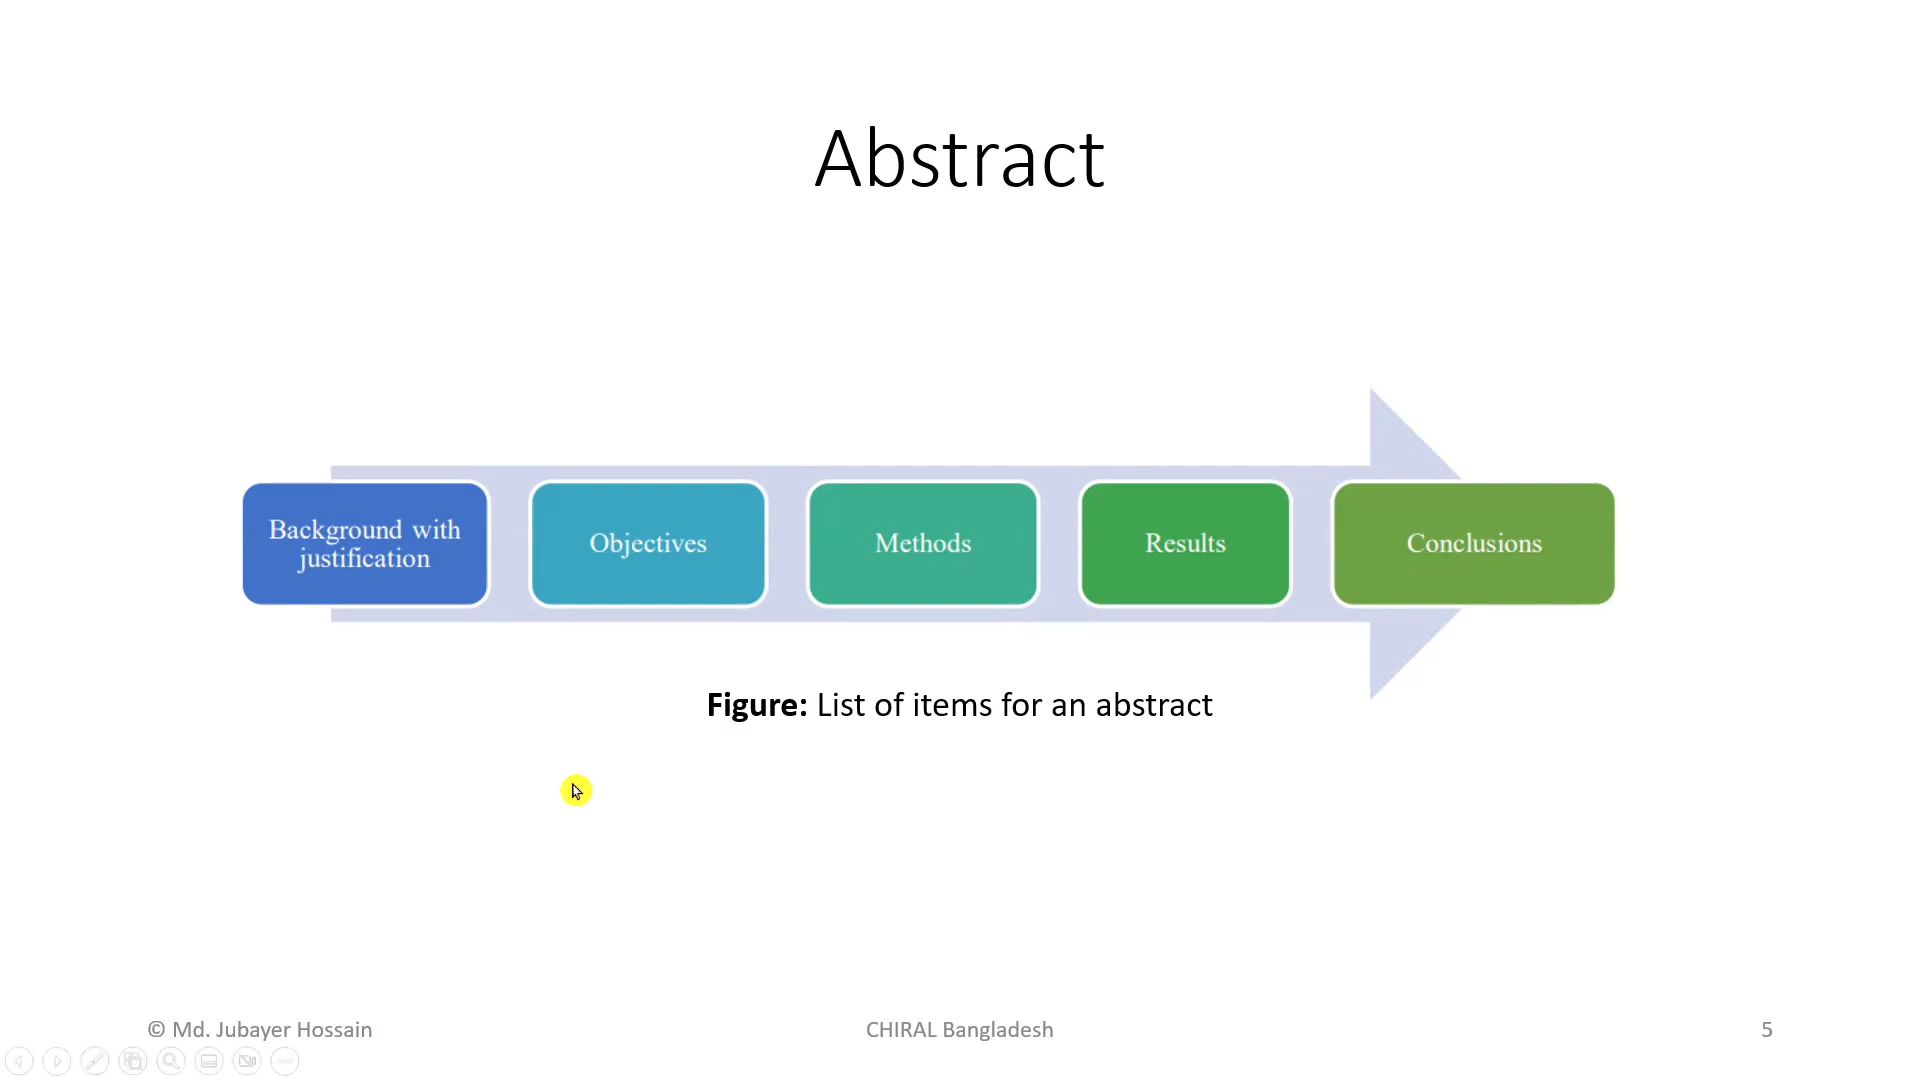 Abstract
Background with
justification
Objectives
Methods
Results
Conclusions
Figure: List of items for an abstract
© Md. Jubayer Hossain
CHIRAL Bangladesh
5